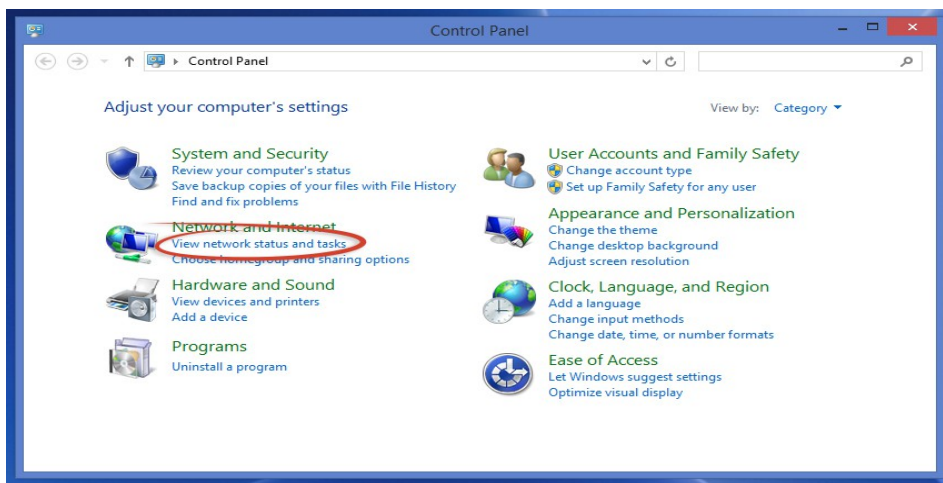 Control Panel
Control Panel
Adjust your computer's settings
View by: Category
System and Security
Review your computer's status
Save backup copies of your files with File History
Find and fix problems
Network and Internet
View network status and tasks
Choose homegroup and sharing options
Hardware and Sound
View devices and printers
Add a device
Programs
Uninstall a program
User Accounts and Family Safety
Change account type
Set up Family Safety for any user
Appearance and Personalization
Change the theme
Change desktop background
Adjust screen resolution
Clock, Language, and Region
Add a language
Change input methods
Change date, time, or number formats
Ease of Access
Let Windows suggest settings
Optimize visual display